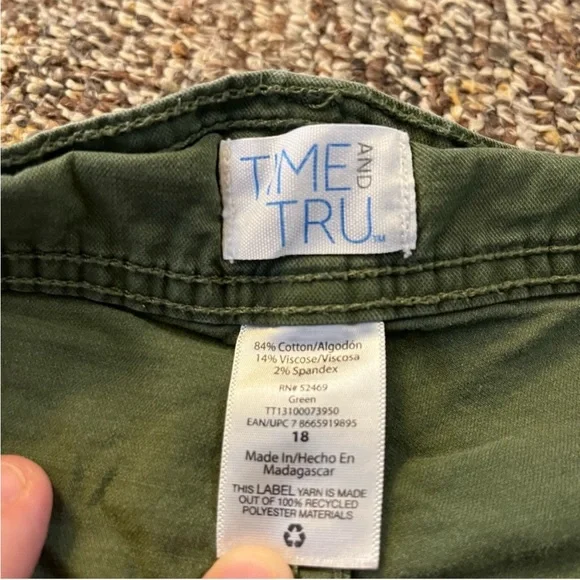 TIME AND
TRU™
84% Cotton/Algodón
14% Viscose/Viscosa
2% Spandex
RN# 52469
Green
TT13100073950
EAN/UPC 7 8665919895
18
Made In/Hecho En
Madagascar
THIS LABEL YARN IS MADE
OUT OF 100% RECYCLED
POLYESTER MATERIALS